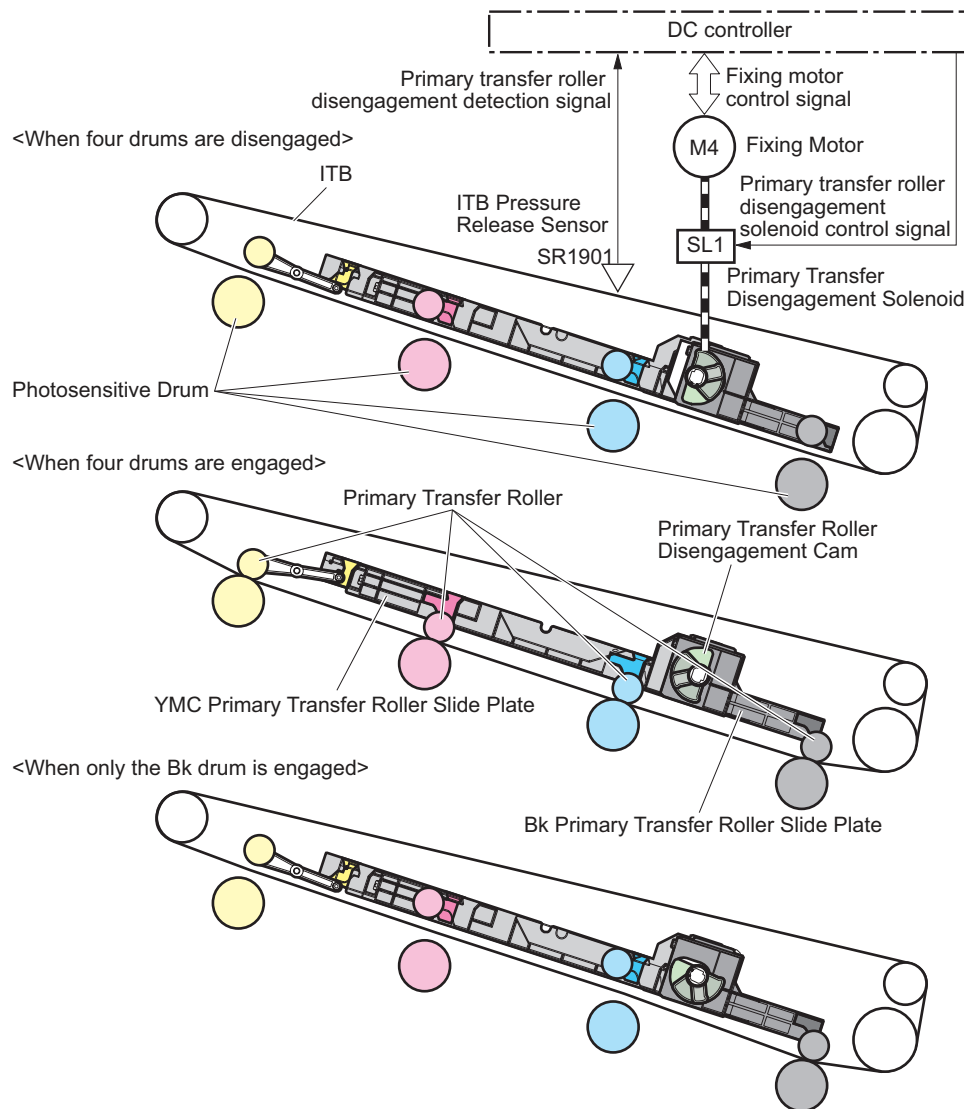 DC controller
Primary transfer roller
disengagement detection signal
Fixing motor
control signal
<When four drums are disengaged>
M4
Fixing Motor
ITB
ITB Pressure
Release Sensor
SR1901
Primary transfer roller
disengagement
solenoid control signal
SL1
Primary Transfer
Disengagement Solenoid
Photosensitive Drum
<When four drums are engaged>
Primary Transfer Roller
Primary Transfer Roller
Disengagement Cam
YMC Primary Transfer Roller Slide Plate
<When only the Bk drum is engaged>
Bk Primary Transfer Roller Slide Plate